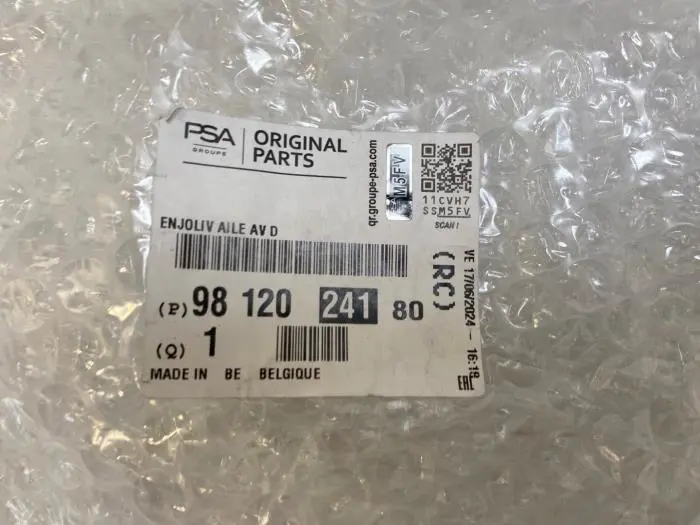 PSA
GROUPE
ORIGINAL
PARTS
qr.groupe-psa.com
M5FV
11CVH7
SSM5FV
SCAN !
ENJOLIV AILE AV D
(P) 98 120 241 80
(Q) 1
(RC)
VE 17/06/2024 - 16:18
EAC
MADE IN BE BELGIQUE